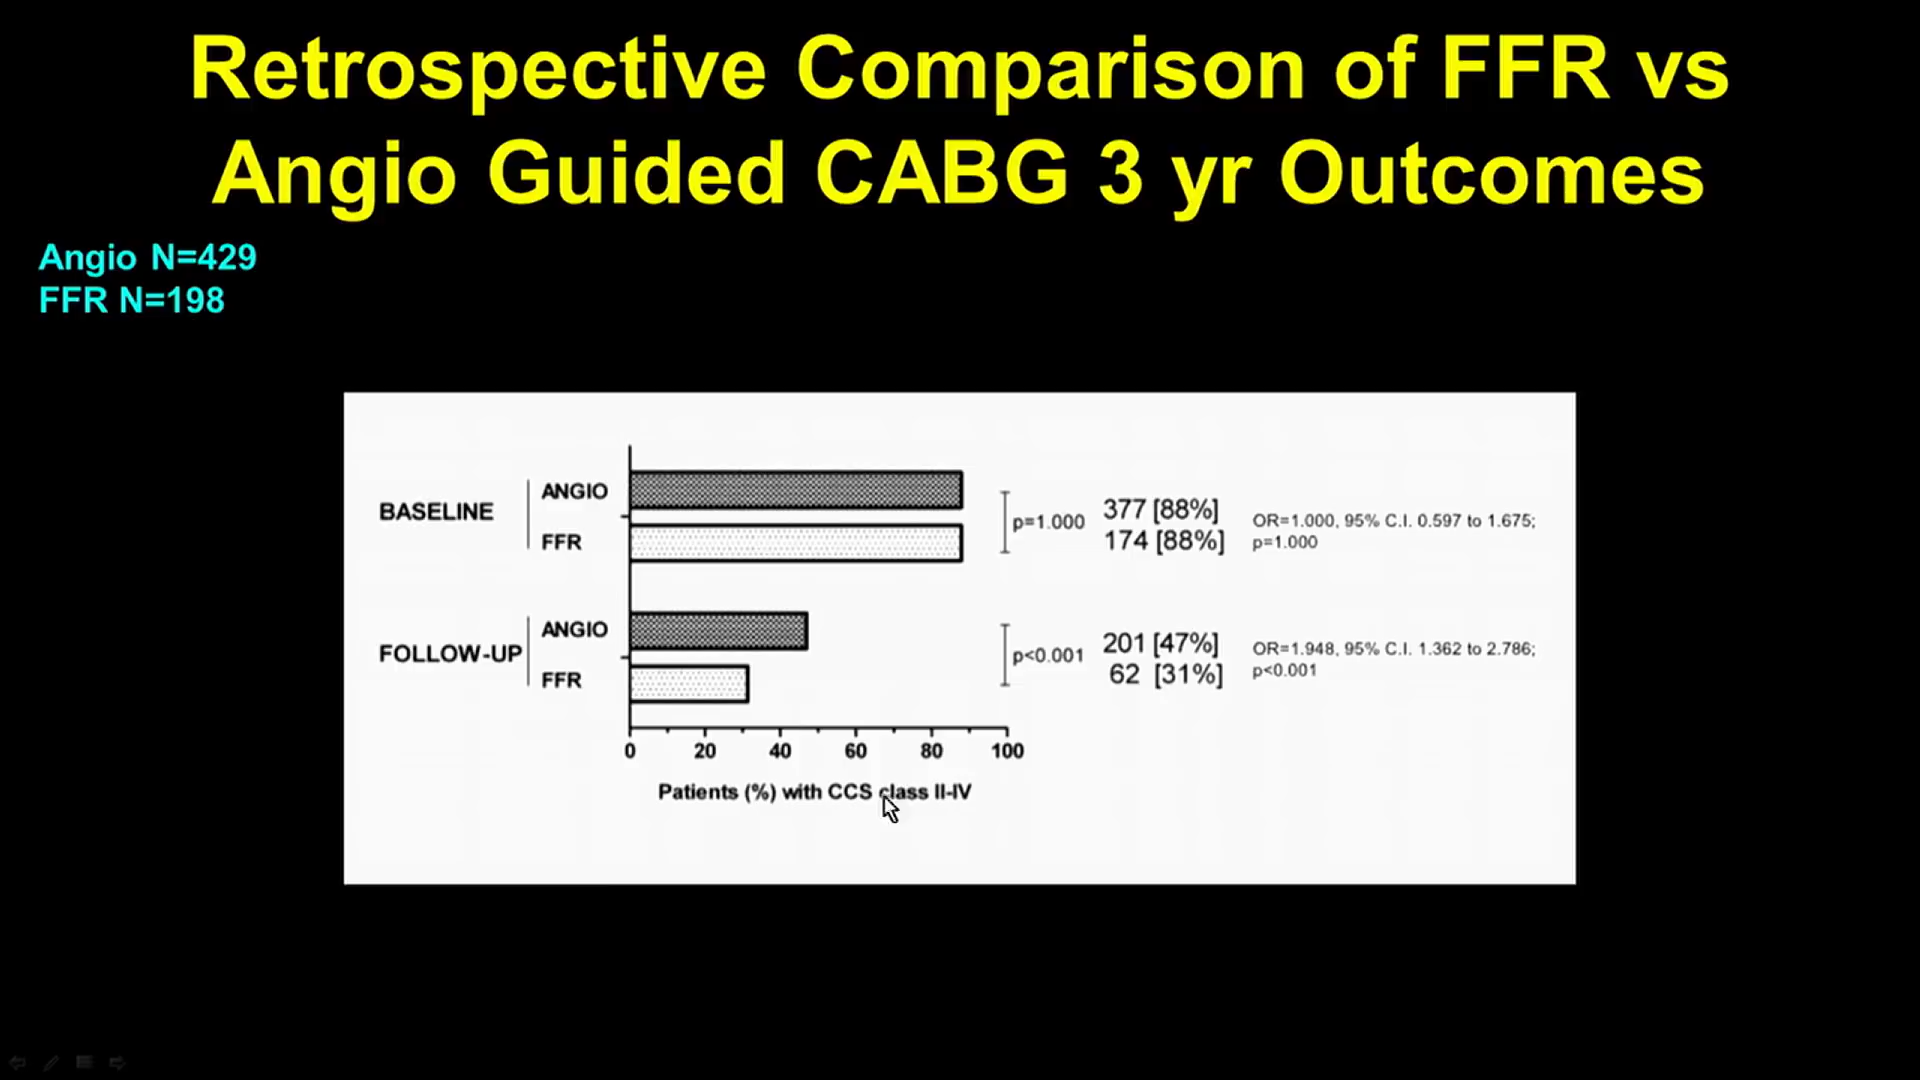 Retrospective Comparison of FFR vs
Angio Guided CABG 3 yr Outcomes
Angio N=429
FFR N=198
BASELINE
ANGIO
FFR
p=1.000
377 [88%]
174 [88%]
OR=1.000, 95% C.I. 0.597 to 1.675;
p=1.000
FOLLOW-UP
ANGIO
FFR
p<0.001
201 [47%]
62 [31%]
OR=1.948, 95% C.I. 1.362 to 2.786;
p<0.001
0 20 40 60 80 100
Patients (%) with CCS class II-IV